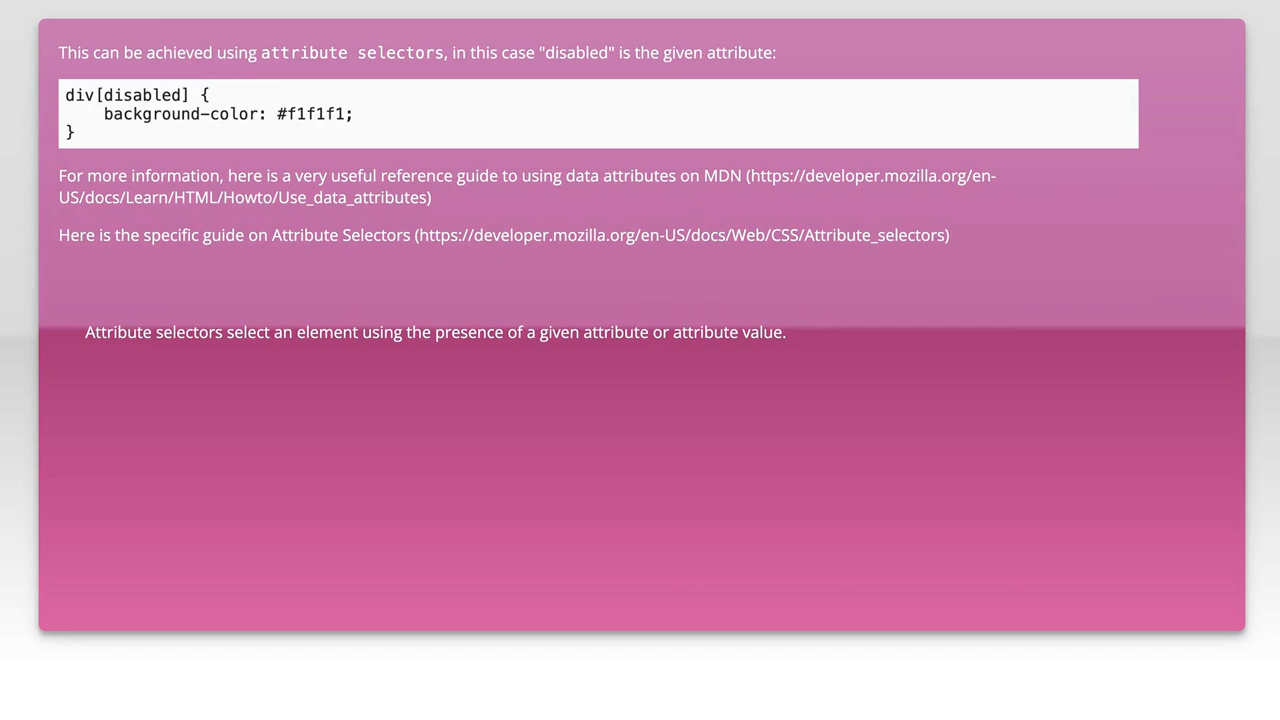 This can be achieved using attribute selectors, in this case "disabled" is the given attribute:
div[disabled] {
    background-color: #f1f1f1;
}
For more information, here is a very useful reference guide to using data attributes on MDN (https://developer.mozilla.org/en-
US/docs/Learn/HTML/Howto/Use_data_attributes)
Here is the specific guide on Attribute Selectors (https://developer.mozilla.org/en-US/docs/Web/CSS/Attribute_selectors)
Attribute selectors select an element using the presence of a given attribute or attribute value.